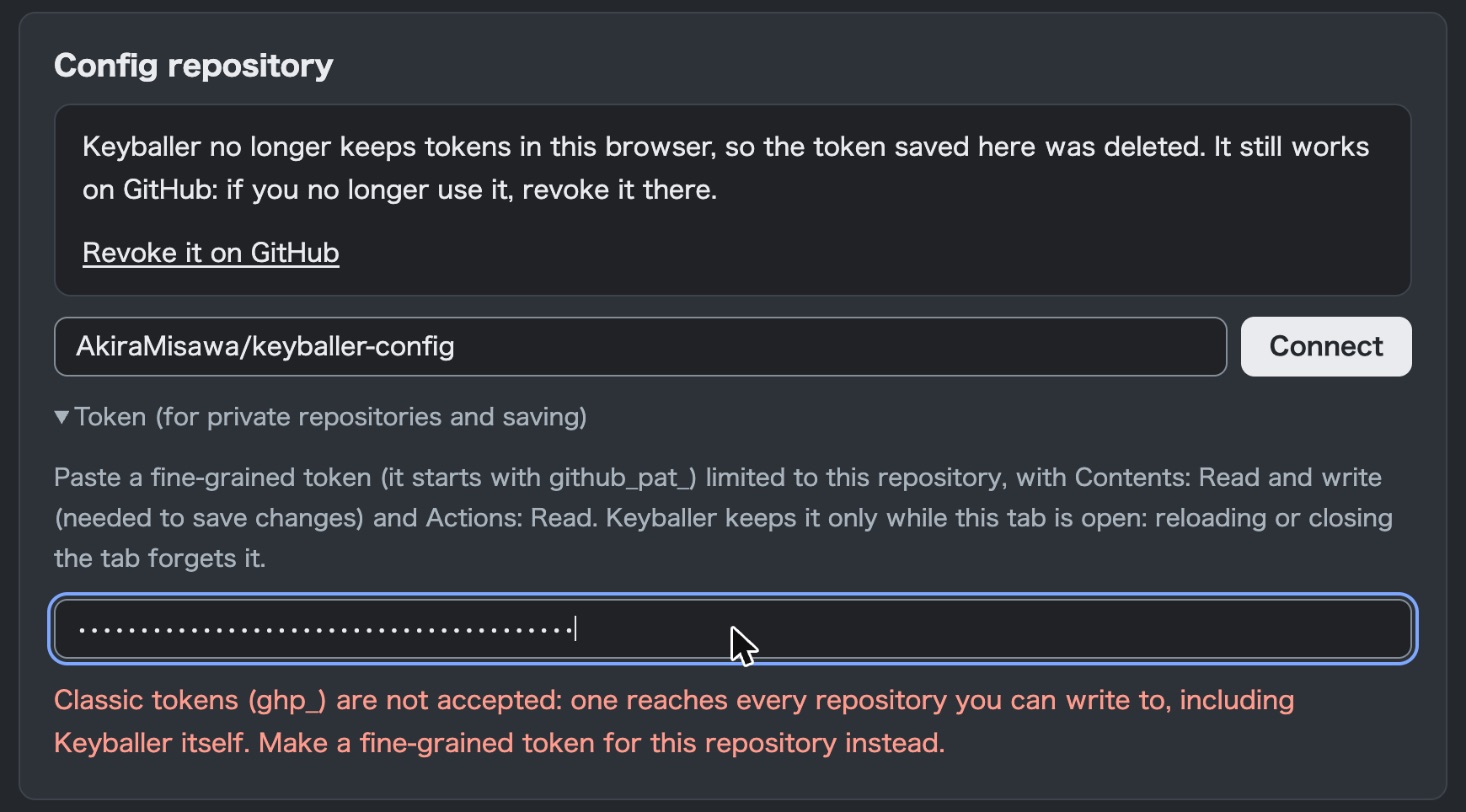 Config repository
Keyballer no longer keeps tokens in this browser, so the token saved here was deleted. It still works
on GitHub: if you no longer use it, revoke it there.
Revoke it on GitHub
AkiraMisawa/keyballer-config
Connect
▼Token (for private repositories and saving)
Paste a fine-grained token (it starts with github_pat_) limited to this repository, with Contents: Read and write
(needed to save changes) and Actions: Read. Keyballer keeps it only while this tab is open: reloading or closing
the tab forgets it.
Classic tokens (ghp_) are not accepted: one reaches every repository you can write to, including
Keyballer itself. Make a fine-grained token for this repository instead.